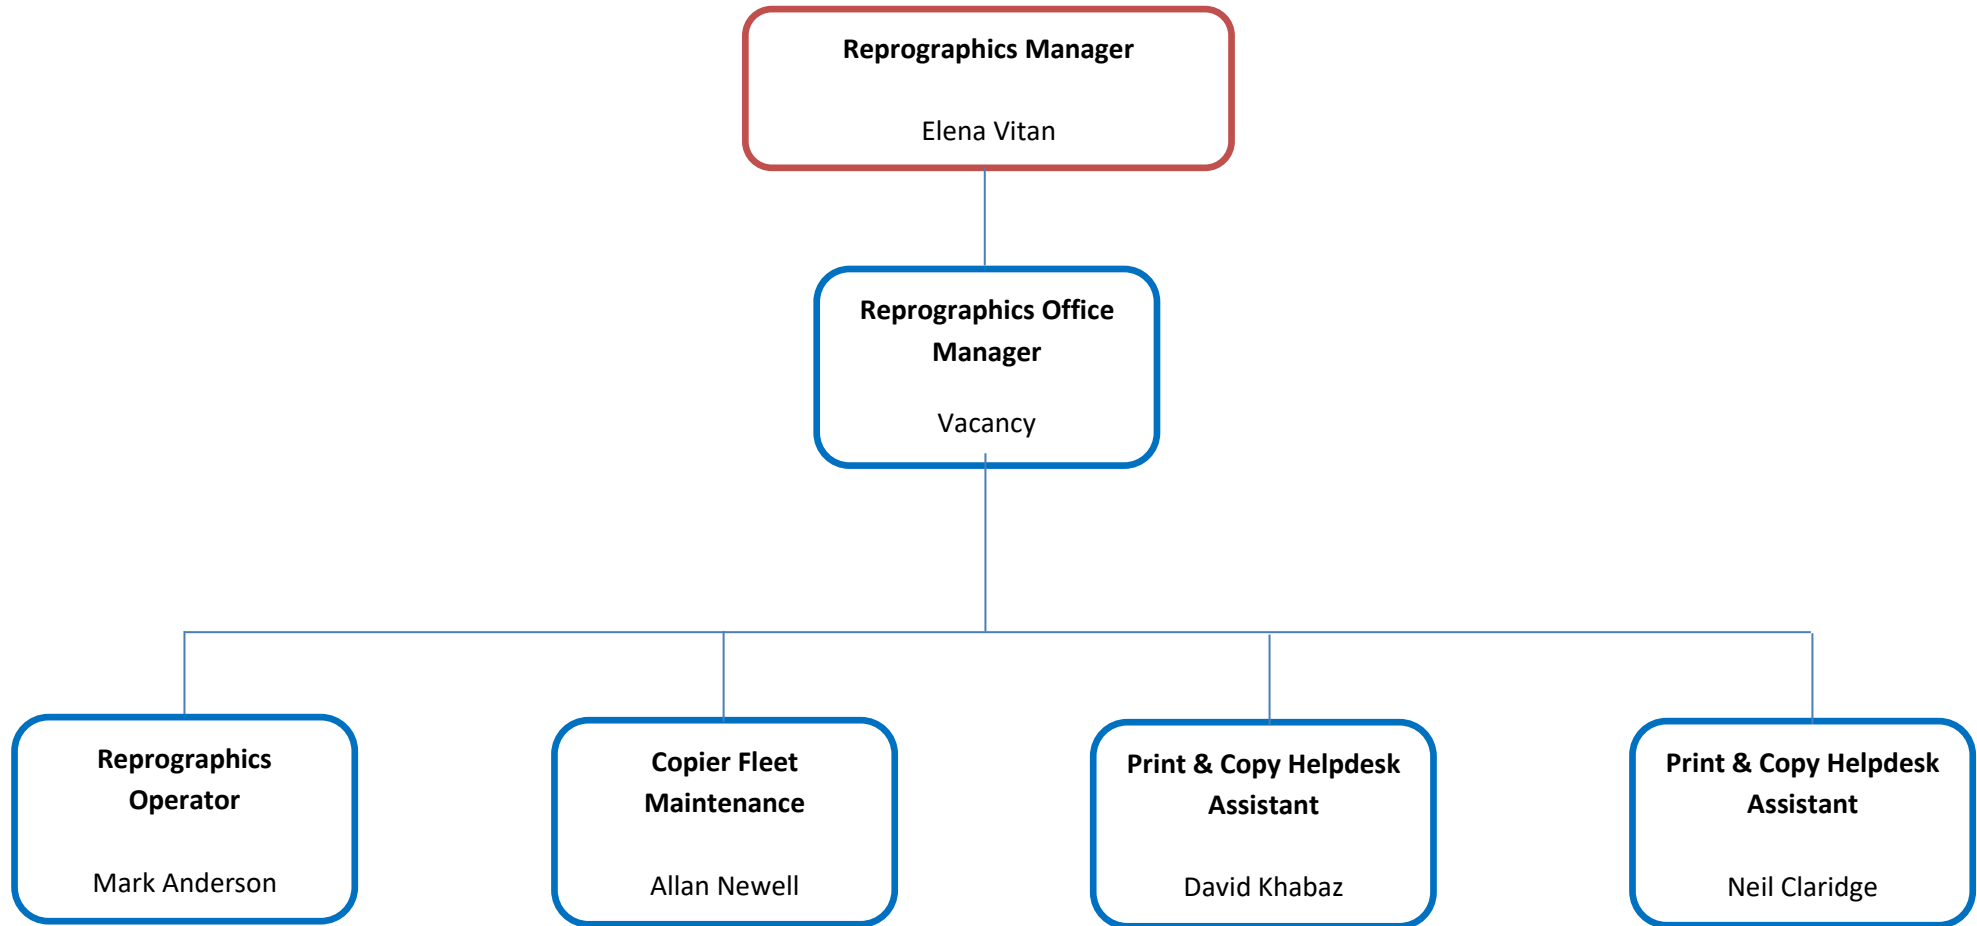 Reprographics Manager
Elena Vitan
Reprographics Office
Manager
Vacancy
Reprographics
Operator
Mark Anderson
Copier Fleet
Maintenance
Allan Newell
Print & Copy Helpdesk
Assistant
David Khabaz
Print & Copy Helpdesk
Assistant
Neil Claridge